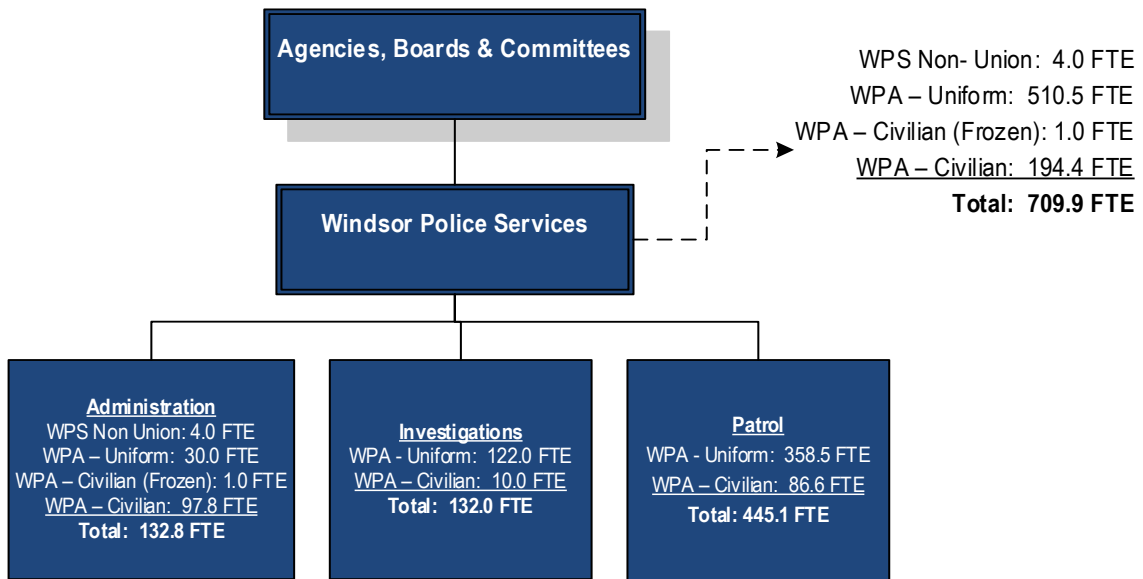 Agencies, Boards & Committees
WPS Non- Union: 4.0 FTE
WPA – Uniform: 510.5 FTE
WPA – Civilian (Frozen): 1.0 FTE
WPA – Civilian: 194.4 FTE
Total: 709.9 FTE
Windsor Police Services
Administration
WPS Non Union: 4.0 FTE
WPA – Uniform: 30.0 FTE
WPA – Civilian (Frozen): 1.0 FTE
WPA – Civilian: 97.8 FTE
Total: 132.8 FTE
Investigations
WPA - Uniform: 122.0 FTE
WPA – Civilian: 10.0 FTE
Total: 132.0 FTE
Patrol
WPA - Uniform: 358.5 FTE
WPA – Civilian: 86.6 FTE
Total: 445.1 FTE